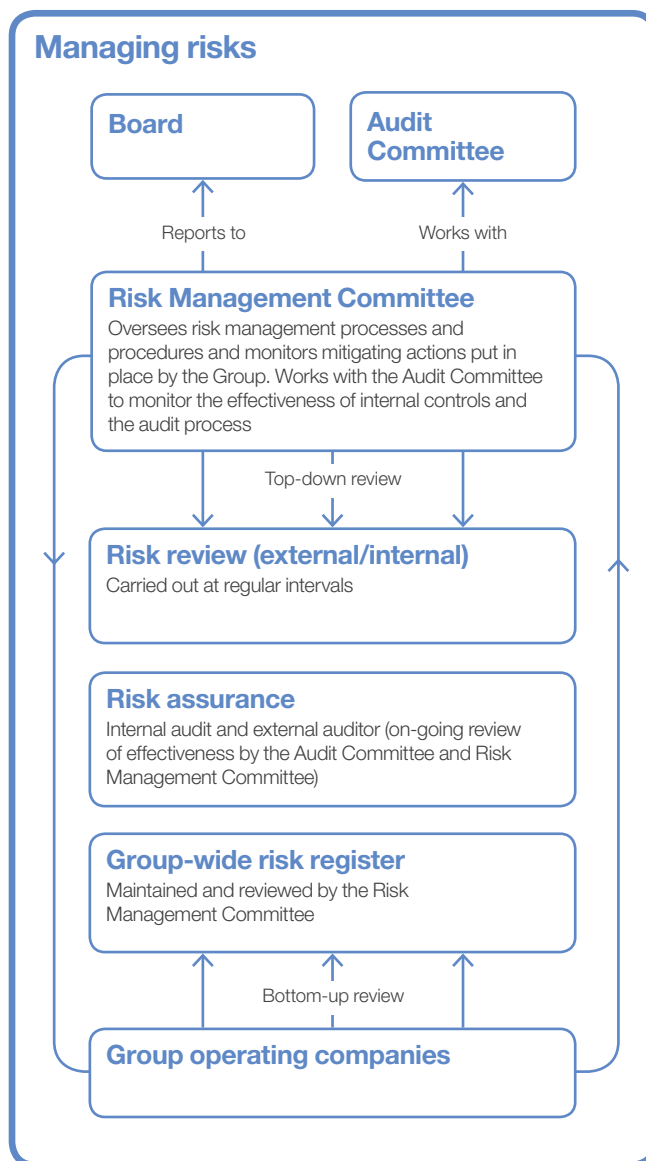 Managing risks
Board
Audit
Committee
Reports to
Works with
Risk Management Committee
Oversees risk management processes and
procedures and monitors mitigating actions put in
place by the Group. Works with the Audit Committee
to monitor the effectiveness of internal controls and
the audit process
Top-down review
Risk review (external/internal)
Carried out at regular intervals
Risk assurance
Internal audit and external auditor (on-going review
of effectiveness by the Audit Committee and Risk
Management Committee)
Group-wide risk register
Maintained and reviewed by the Risk
Management Committee
Bottom-up review
Group operating companies